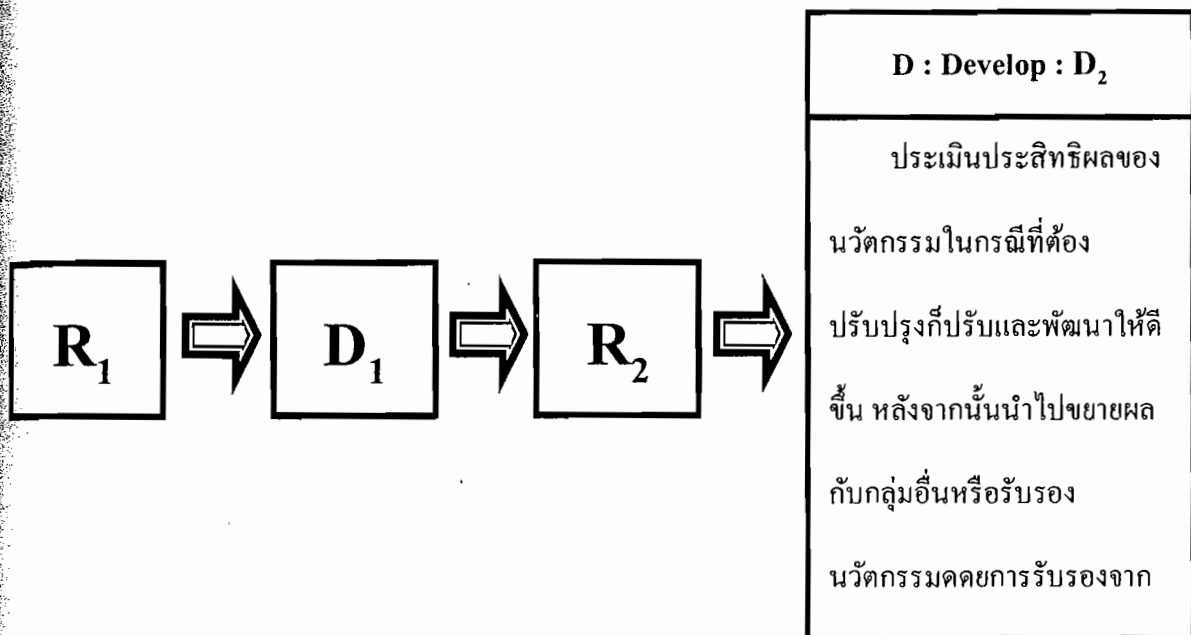 R₁ D₁ R₂
D : Develop : D₂
ประเมินประสิทธิผลของ
นวัตกรรมในกรณีที่ต้อง
ปรับปรุงก็ปรับและพัฒนาให้ดี
ขึ้น หลังจากนั้นนำไปขยายผล
กับกลุ่มอื่นหรือรับรอง
นวัตกรรมดดยการรับรองจาก